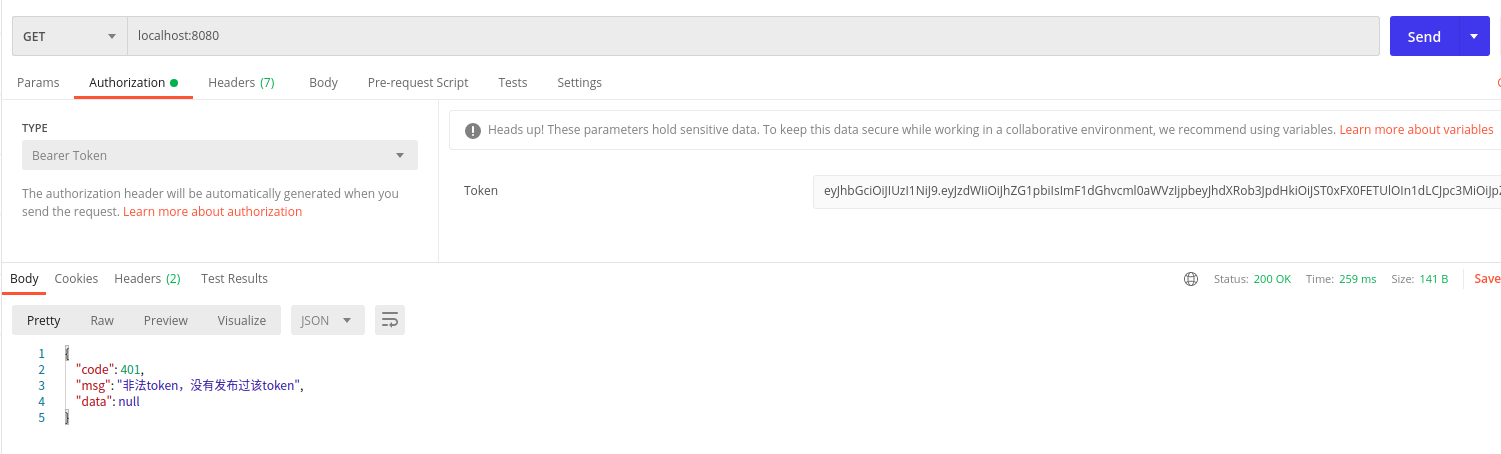 GET localhost:8080 Send
Params Authorization Headers (7) Body Pre-request Script Tests Settings
TYPE
Bearer Token
The authorization header will be automatically generated when you
send the request. Learn more about authorization
Heads up! These parameters hold sensitive data. To keep this data secure while working in a collaborative environment, we recommend using variables. Learn more about variables
Token eyJhbGciOiJIUzI1NiJ9.eyJzdWIiOiJhZG1pbiIsImF1dGhvcml0aWVzIjpbeyJhdXRob3JpdHkiOiJST0xFX0FETUlOIn1dLCJpc3MiOiJpZ
Body Cookies Headers (2) Test Results Status: 200 OK Time: 259 ms Size: 141 B Save
Pretty Raw Preview Visualize JSON
1 {
2 "code": 401,
3 "msg": "非法token，没有发布过该token",
4 "data": null
5 }